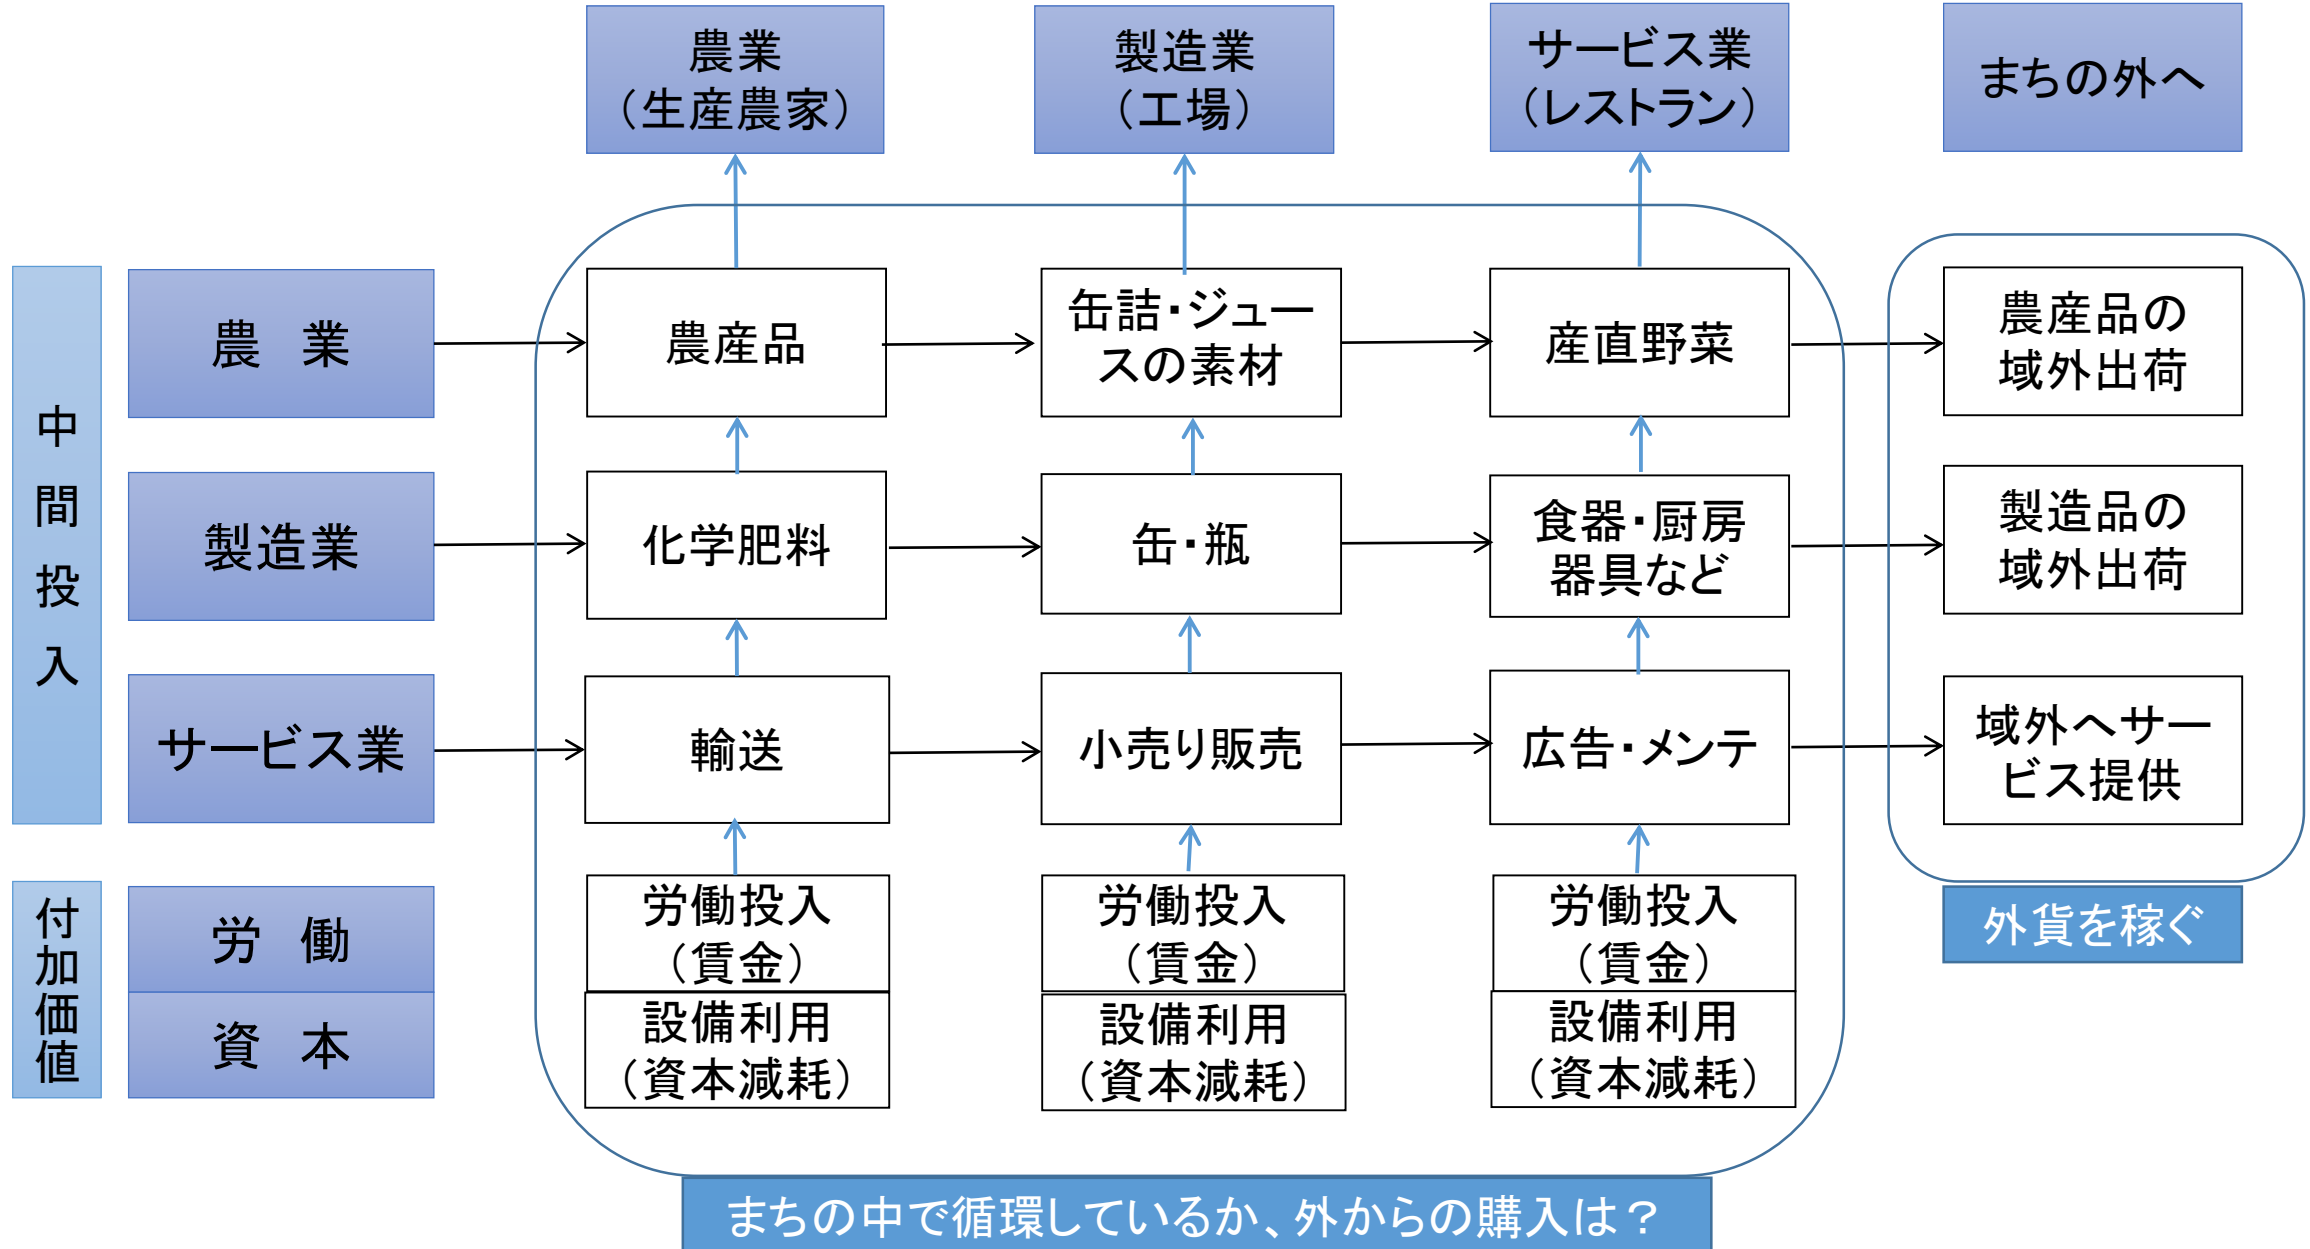 農業
（生産農家）
製造業
（工場）
サービス業
（レストラン）
まちの外へ
中
間
投
入
農　業
農産品
缶詰・ジュー
スの素材
産直野菜
農産品の
域外出荷
製造業
化学肥料
缶・瓶
食器・厨房
器具など
製造品の
域外出荷
サービス業
輸送
小売り販売
広告・メンテ
域外へサー
ビス提供
付
加
価
値
労　働
労働投入
（賃金）
労働投入
（賃金）
労働投入
（賃金）
外貨を稼ぐ
資　本
設備利用
（資本減耗）
設備利用
（資本減耗）
設備利用
（資本減耗）
まちの中で循環しているか、外からの購入は？